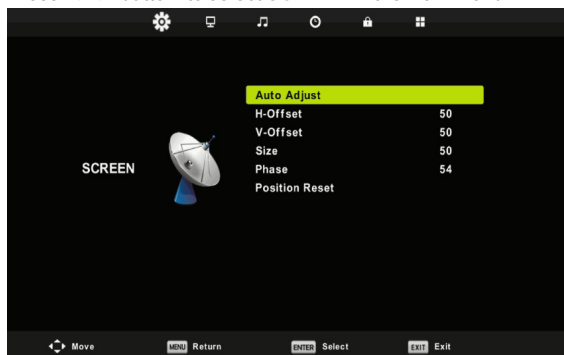 Auto Adjust
H-Offset 50
V-Offset 50
Size 50
SCREEN
Phase 54
Position Reset
Move MENU Return ENTER Select EXIT Exit